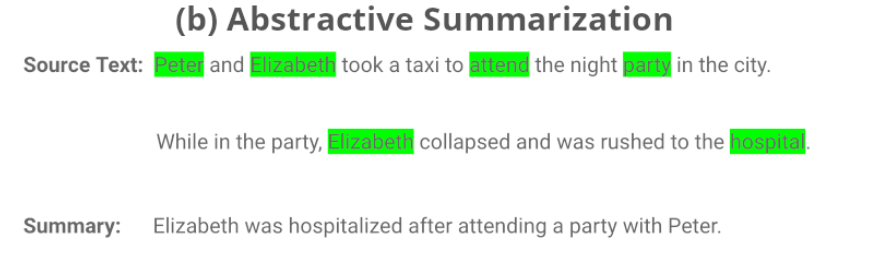 (b) Abstractive Summarization
Source Text: Peter and Elizabeth took a taxi to attend the night party in the city.
While in the party, Elizabeth collapsed and was rushed to the hospital.
Summary: Elizabeth was hospitalized after attending a party with Peter.